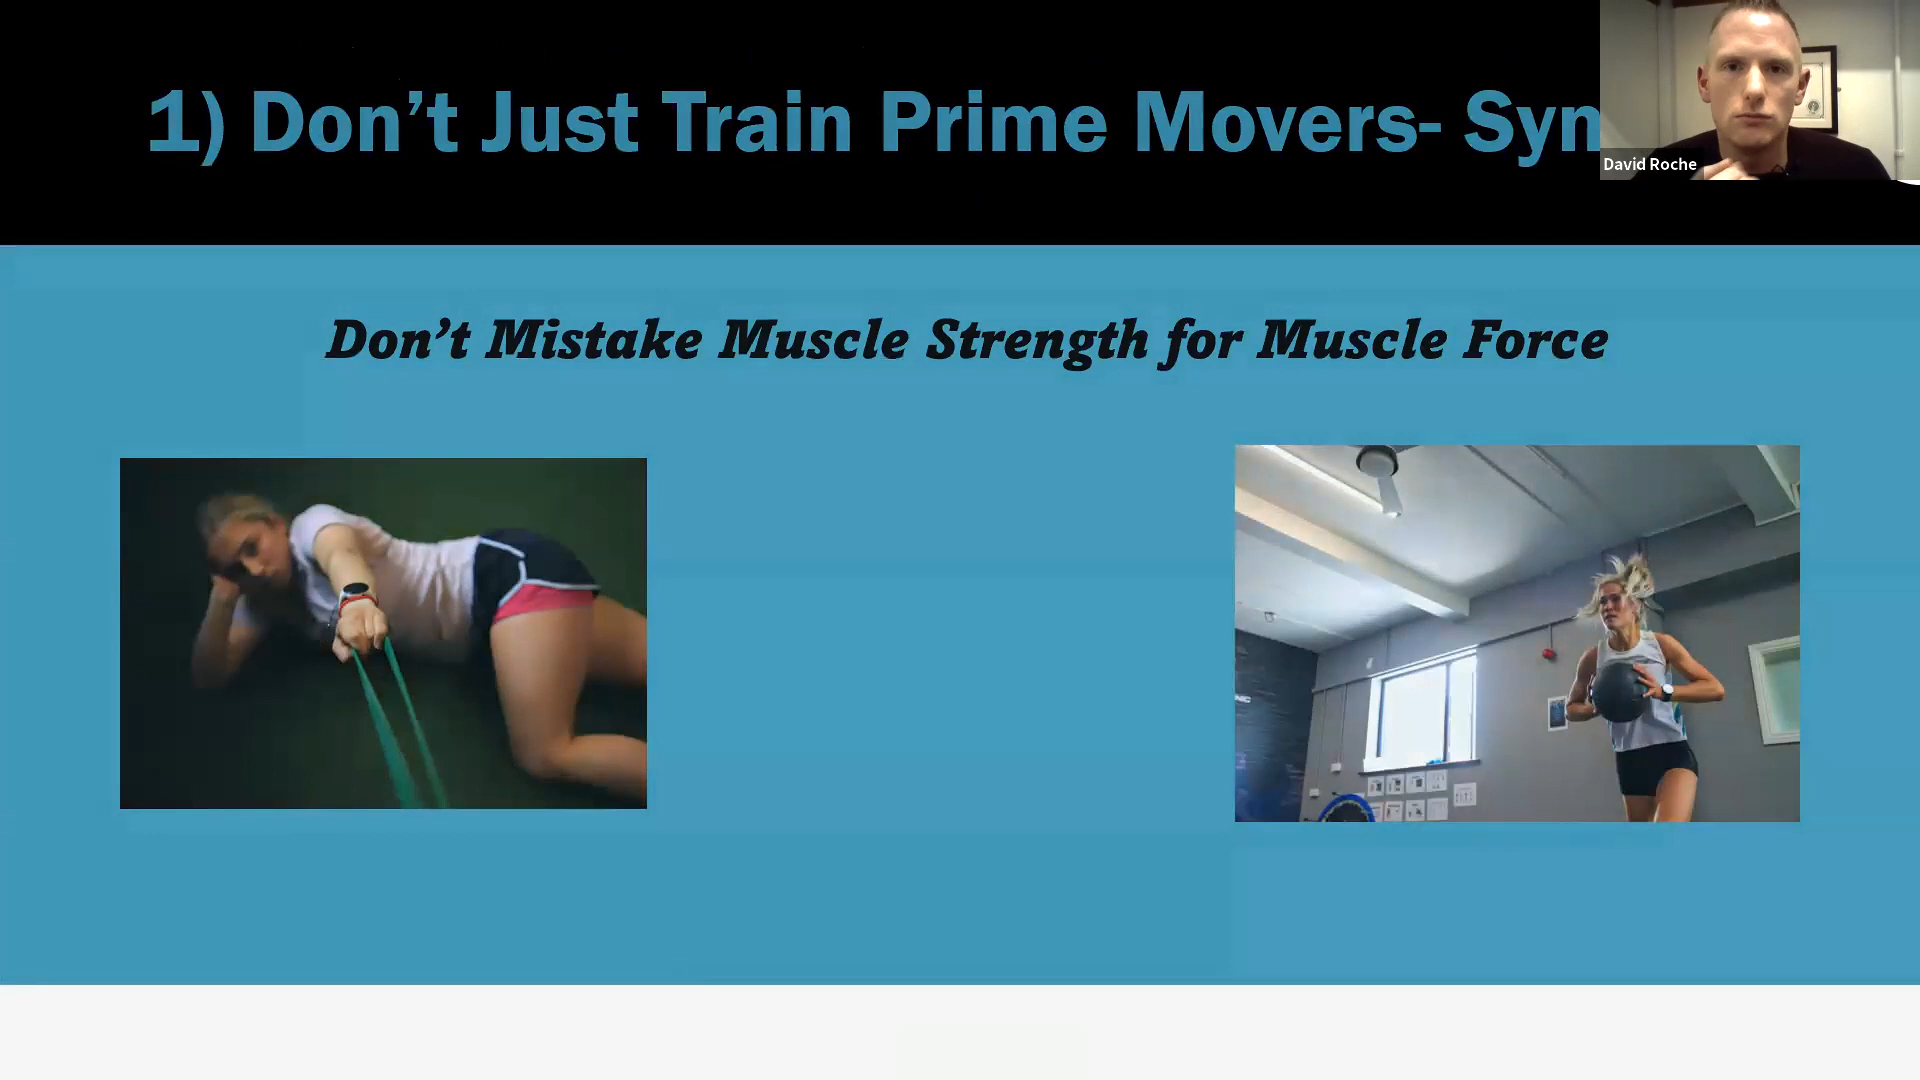 1) Don’t Just Train Prime Movers- Syn
David Roche
Don’t Mistake Muscle Strength for Muscle Force